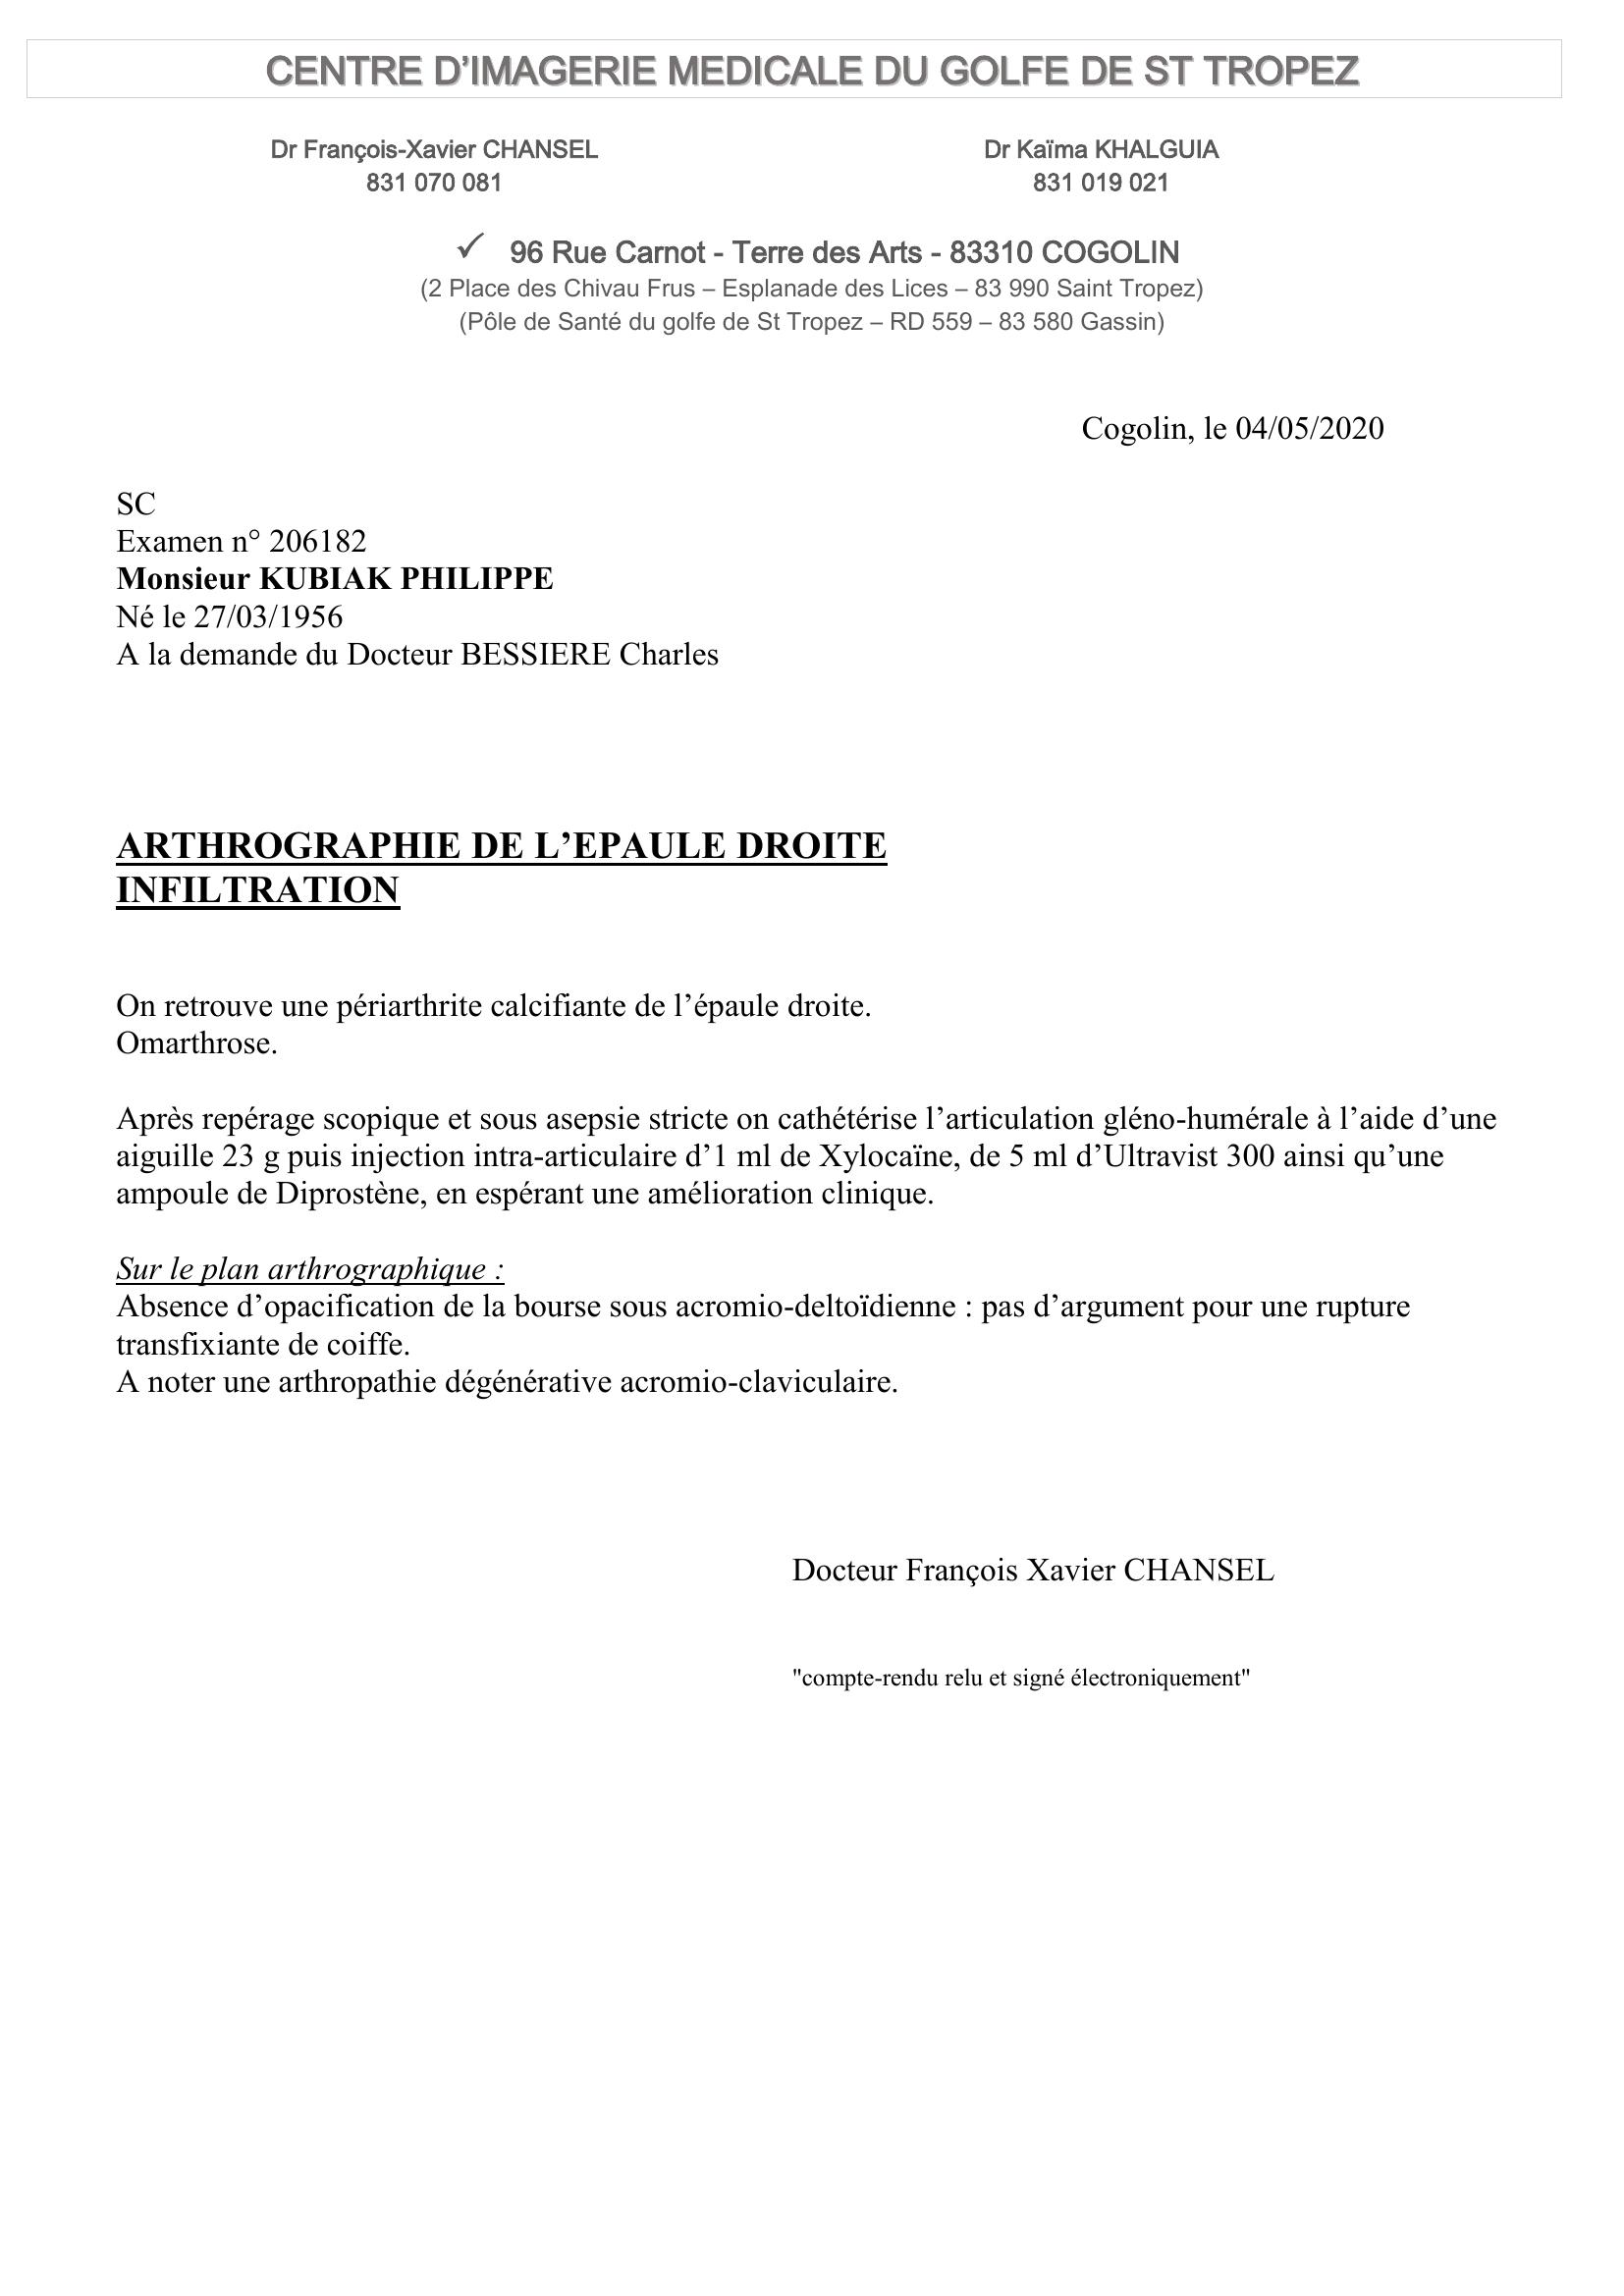 CENTRE D’IMAGERIE MEDICALE DU GOLFE DE ST TROPEZ
Dr François-Xavier CHANSEL
831 070 081
Dr Kaïma KHALGUIA
831 019 021
✓ 96 Rue Carnot - Terre des Arts - 83310 COGOLIN
(2 Place des Chivau Frus – Esplanade des Lices – 83 990 Saint Tropez)
(Pôle de Santé du golfe de St Tropez – RD 559 – 83 580 Gassin)
Cogolin, le 04/05/2020
SC
Examen n° 206182
Monsieur KUBIAK PHILIPPE
Né le 27/03/1956
A la demande du Docteur BESSIERE Charles
ARTHROGRAPHIE DE L’EPAULE DROITE
INFILTRATION
On retrouve une périarthrite calcifiante de l’épaule droite.
Omarthrose.
Après repérage scopique et sous asepsie stricte on cathétérise l’articulation gléno-humérale à l’aide d’une
aiguille 23 g puis injection intra-articulaire d’1 ml de Xylocaïne, de 5 ml d’Ultravist 300 ainsi qu’une
ampoule de Diprostène, en espérant une amélioration clinique.
Sur le plan arthrographique :
Absence d’opacification de la bourse sous acromio-deltoïdienne : pas d’argument pour une rupture
transfixiante de coiffe.
A noter une arthropathie dégénérative acromio-claviculaire.
Docteur François Xavier CHANSEL
"compte-rendu relu et signé électroniquement"